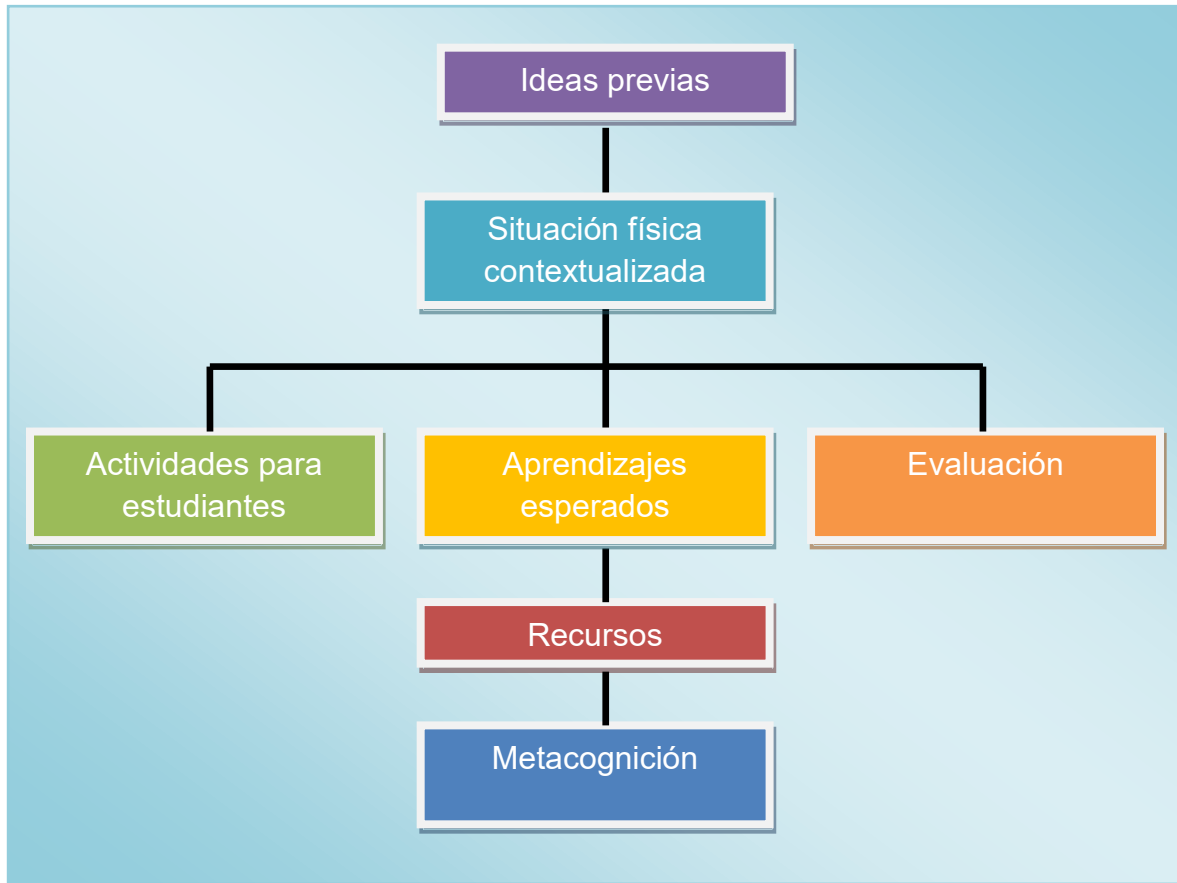 Ideas previas
Situación física
contextualizada
Actividades para
estudiantes
Aprendizajes
esperados
Evaluación
Recursos
Metacognición